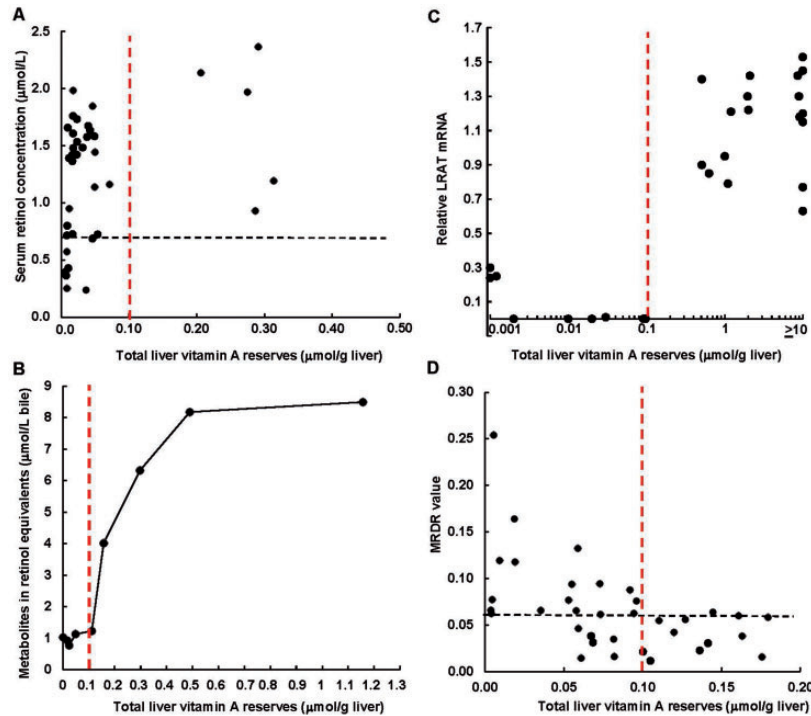 A
Serum retinol concentration (μmol/L)
2.5
2.0
1.5
1.0
0.5
0.0
0.0 0.10 0.20 0.30 0.40 0.50
Total liver vitamin A reserves (μmol/g liver)
B
Metabolites in retinol equivalents (μmol/L bile)
9
8
7
6
5
4
3
2
1
0
0 0.1 0.2 0.3 0.4 0.5 0.6 0.7 0.8 0.9 1.0 1.1 1.2 1.3
Total liver vitamin A reserves (μmol/g liver)
C
Relative LRAT mRNA
1.7
1.5
1.3
1.1
0.9
0.7
0.5
0.3
0.1
0.001 0.01 0.1 1 ≥10
Total liver vitamin A reserves (μmol/g liver)
D
MRDR value
0.30
0.25
0.20
0.15
0.10
0.05
0.00
0.00 0.05 0.10 0.15 0.20
Total liver vitamin A reserves (μmol/g liver)